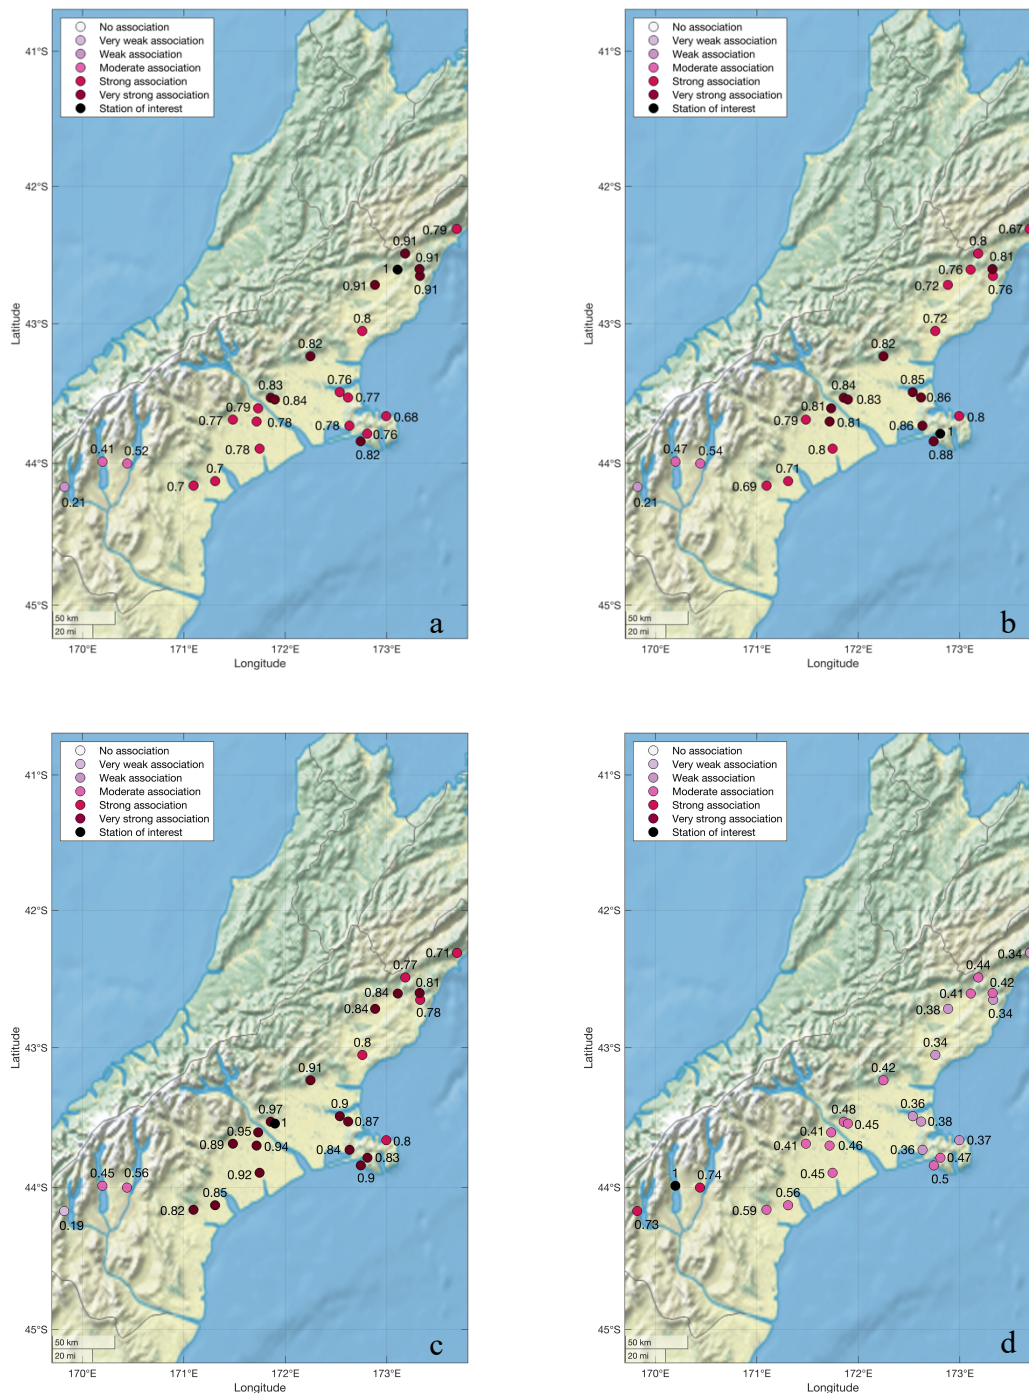 No association
Very weak association
Weak association
Moderate association
Strong association
Very strong association
Station of interest
41°S
42°S
43°S
44°S
45°S
Latitude
0.79
0.91
0.91
1
0.91
0.91
0.8
0.82
0.76
0.77
0.83
0.84
0.79
0.77
0.78
0.68
0.78
0.76
0.82
0.78
0.7
0.7
0.41
0.52
0.21
50 km
20 mi
a
170°E
171°E
172°E
173°E
Longitude
No association
Very weak association
Weak association
Moderate association
Strong association
Very strong association
Station of interest
41°S
42°S
43°S
44°S
45°S
Latitude
0.67
0.8
0.81
0.76
0.76
0.72
0.72
0.82
0.85
0.86
0.84
0.83
0.81
0.79
0.81
0.8
0.86
1
0.88
0.8
0.71
0.69
0.47
0.54
0.21
50 km
20 mi
b
170°E
171°E
172°E
173°E
Longitude
No association
Very weak association
Weak association
Moderate association
Strong association
Very strong association
Station of interest
41°S
42°S
43°S
44°S
45°S
Latitude
0.71
0.77
0.81
0.84
0.78
0.84
0.8
0.91
0.9
0.87
0.97
1
0.95
0.89
0.94
0.8
0.84
0.83
0.9
0.92
0.85
0.82
0.45
0.56
0.19
50 km
20 mi
c
170°E
171°E
172°E
173°E
Longitude
No association
Very weak association
Weak association
Moderate association
Strong association
Very strong association
Station of interest
41°S
42°S
43°S
44°S
45°S
Latitude
0.34
0.44
0.42
0.41
0.34
0.38
0.34
0.42
0.36
0.38
0.48
0.45
0.41
0.41
0.46
0.37
0.36
0.47
0.5
0.45
0.56
0.59
1
0.74
0.73
50 km
20 mi
d
170°E
171°E
172°E
173°E
Longitude